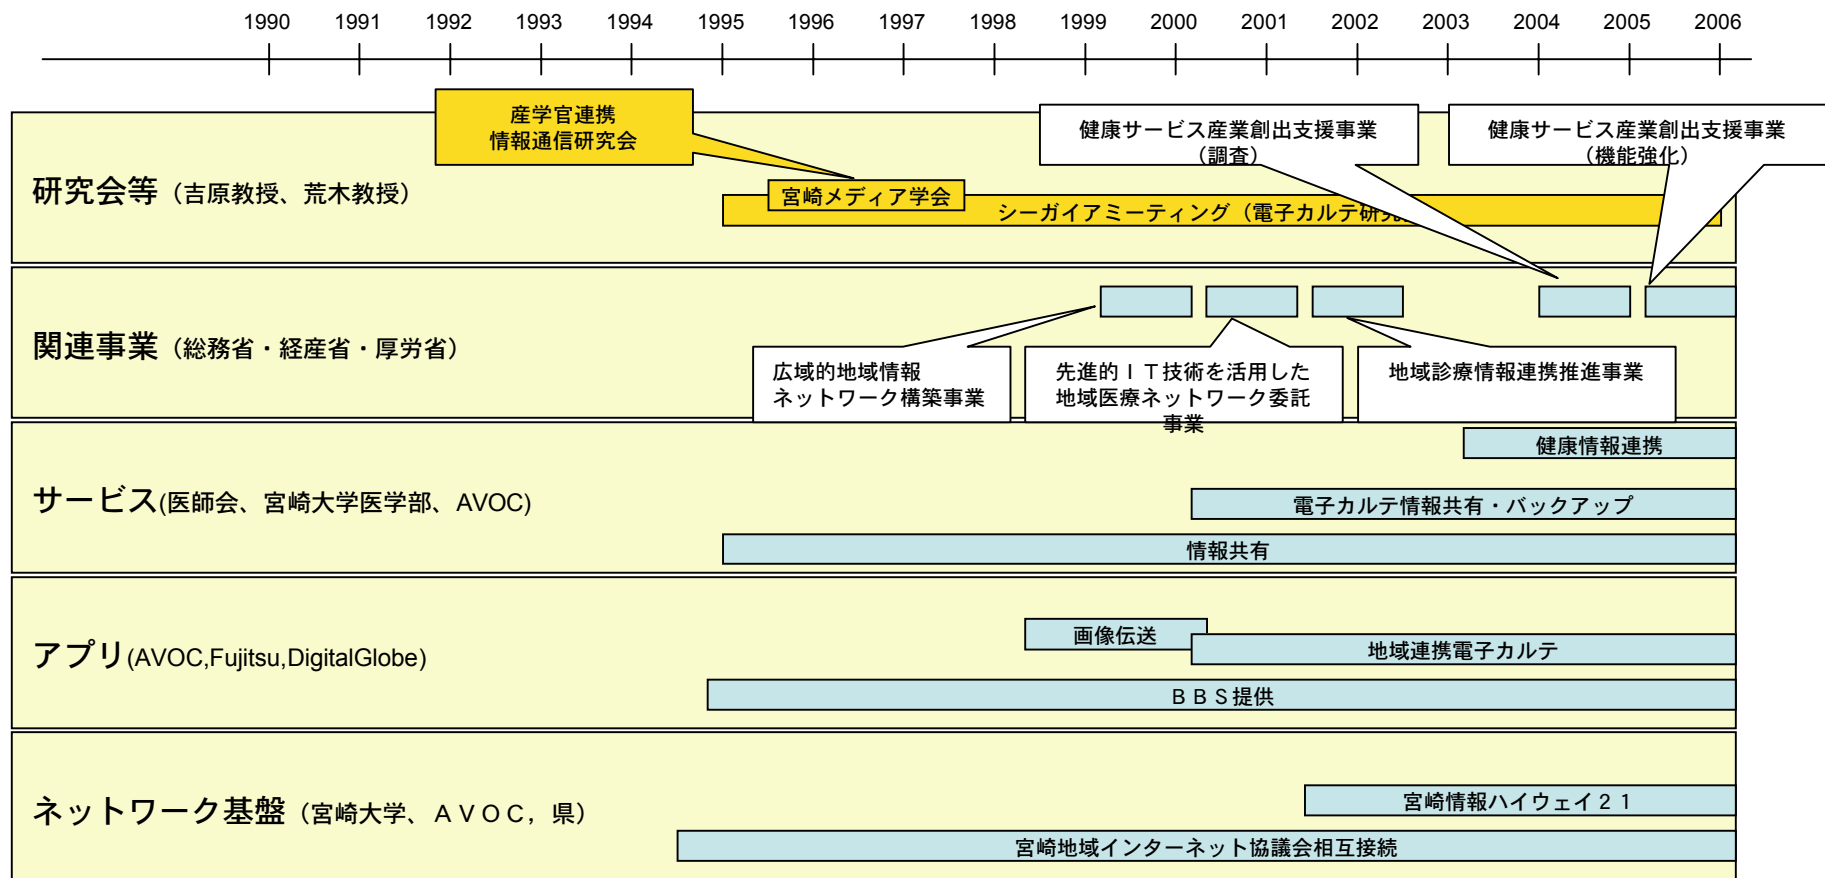 1990 1991 1992 1993 1994 1995 1996 1997 1998 1999 2000 2001 2002 2003 2004 2005 2006
産学官連携
情報通信研究会
健康サービス産業創出支援事業
（調査）
健康サービス産業創出支援事業
（機能強化）
研究会等（吉原教授、荒木教授）
宮崎メディア学会
シーガイアミーティング（電子カルテ研究
関連事業（総務省・経産省・厚労省）
広域的地域情報
ネットワーク構築事業
先進的ＩＴ技術を活用した
地域医療ネットワーク委託
事業
地域診療情報連携推進事業
サービス(医師会、宮崎大学医学部、AVOC)
健康情報連携
電子カルテ情報共有・バックアップ
情報共有
アプリ(AVOC,Fujitsu,DigitalGlobe)
画像伝送
地域連携電子カルテ
ＢＢＳ提供
ネットワーク基盤（宮崎大学、ＡＶＯＣ，県）
宮崎情報ハイウェイ２１
宮崎地域インターネット協議会相互接続